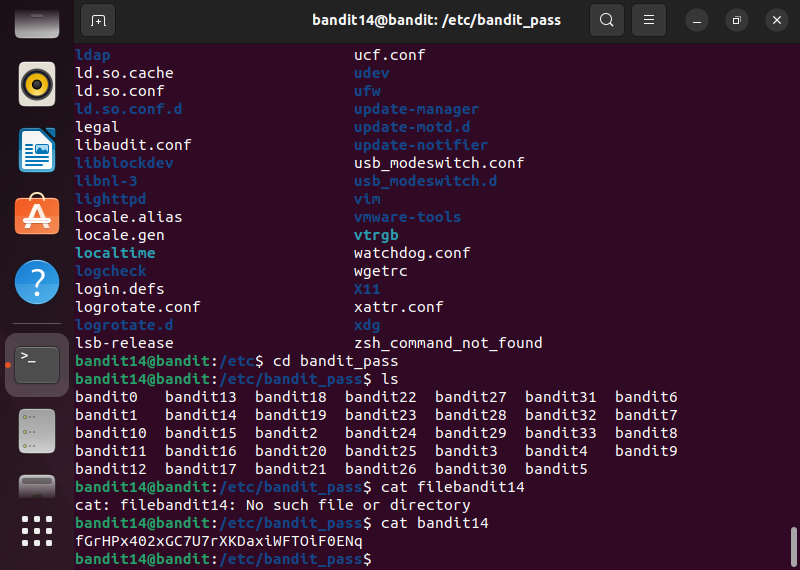 bandit14@bandit: /etc/bandit_pass
ldap ucf.conf
ld.so.cache udev
ld.so.conf ufw
ld.so.conf.d update-manager
legal update-motd.d
libaudit.conf update-notifier
libblockdev usb_modeswitch.conf
libnl-3 usb_modeswitch.d
lighttpd vim
locale.alias vmware-tools
locale.gen vtrgb
localtime watchdog.conf
logcheck wgetrc
login.defs X11
logrotate.conf xattr.conf
logrotate.d xdg
lsb-release zsh_command_not_found
bandit14@bandit:/etc$ cd bandit_pass
bandit14@bandit:/etc/bandit_pass$ ls
bandit0 bandit13 bandit18 bandit22 bandit27 bandit31 bandit6
bandit1 bandit14 bandit19 bandit23 bandit28 bandit32 bandit7
bandit10 bandit15 bandit2 bandit24 bandit29 bandit33 bandit8
bandit11 bandit16 bandit20 bandit25 bandit3 bandit4 bandit9
bandit12 bandit17 bandit21 bandit26 bandit30 bandit5
bandit14@bandit:/etc/bandit_pass$ cat filebandit14
cat: filebandit14: No such file or directory
bandit14@bandit:/etc/bandit_pass$ cat bandit14
fGrHPx402xGC7U7rXKDaxiWFTOiF0ENq
bandit14@bandit:/etc/bandit_pass$